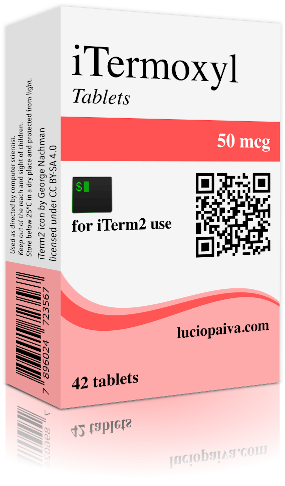 iTermoxyl
Tablets
50 mcg
$
for iTerm2 use
luciopaiva.com
42 tablets
Used as directed by computer scientist.
Keep out of the reach and sight of children.
Store below 25°C in a dry place and protected from light.
iTerm2 icon by George Nachman
licensed under CC BY-SA 4.0
7 896024 723567